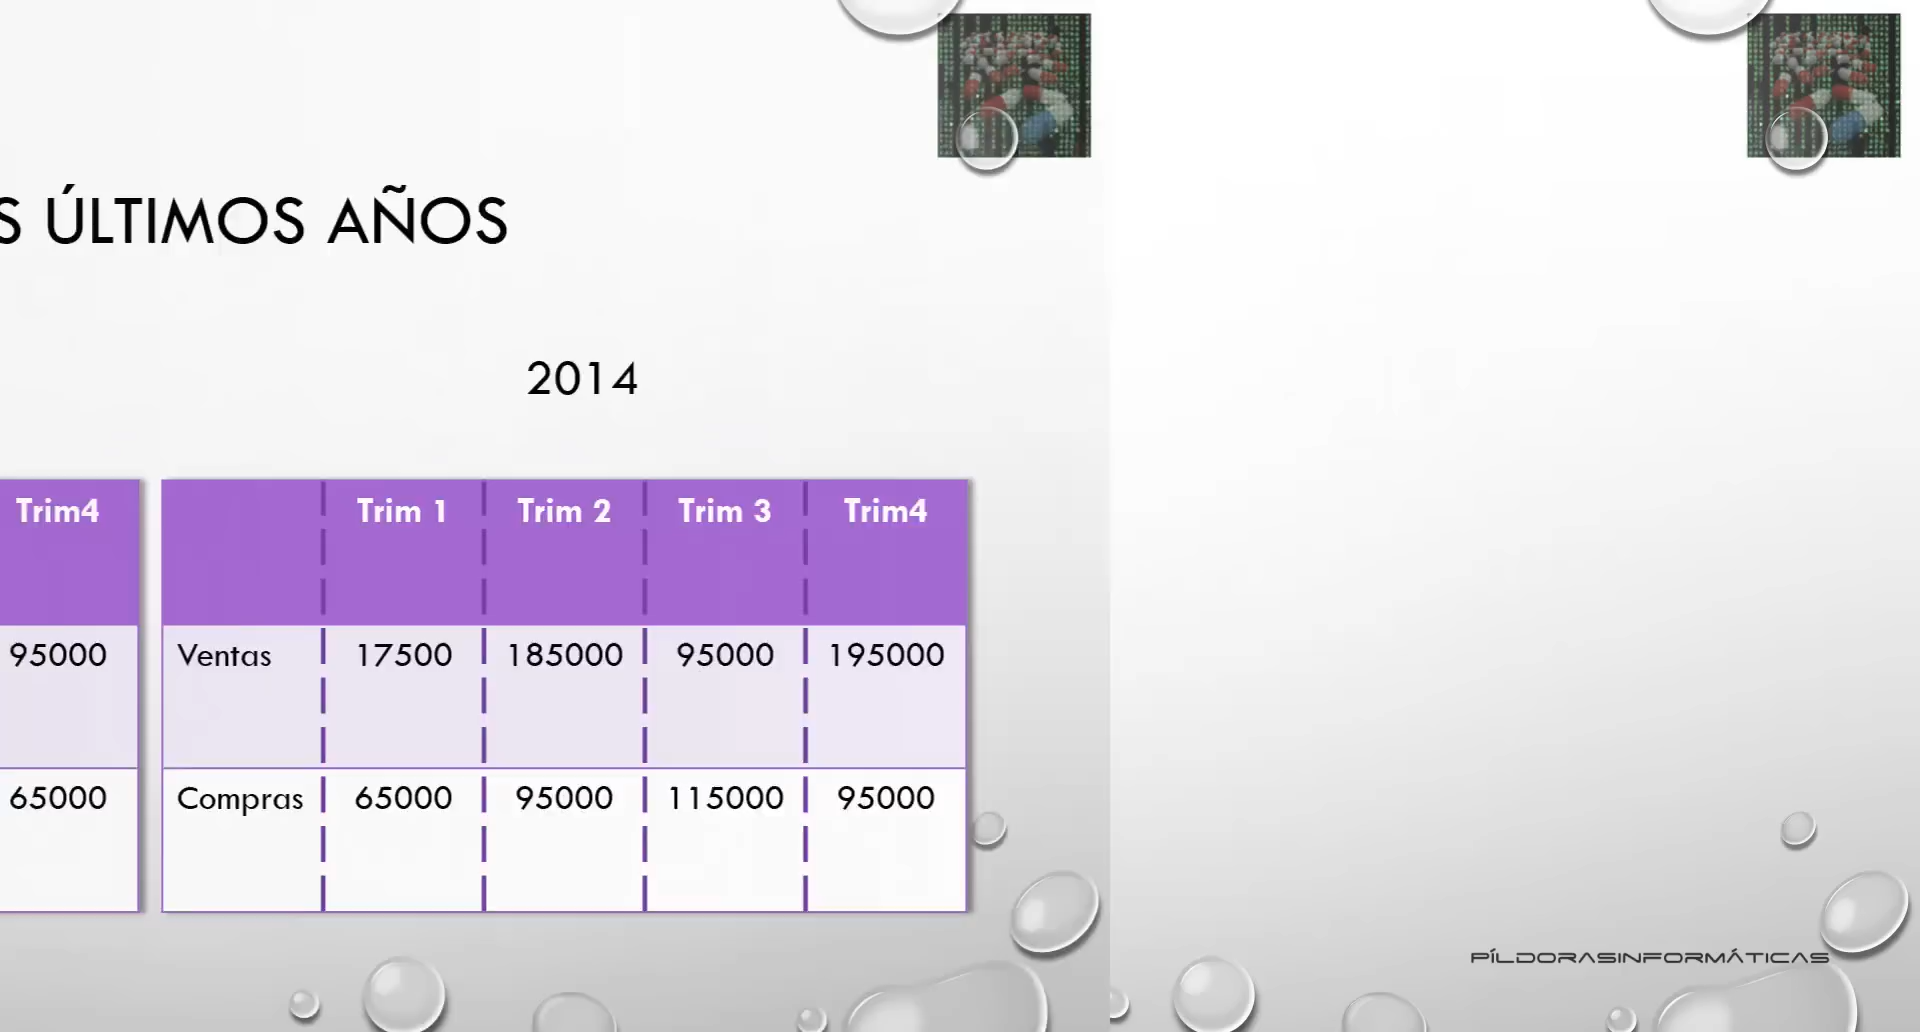 S ÚLTIMOS AÑOS
2014
Trim4
95000
65000
Trim 1 Trim 2 Trim 3 Trim4
Ventas 17500 185000 95000 195000
Compras 65000 95000 115000 95000
PÍLDORASINFORMÁTICAS